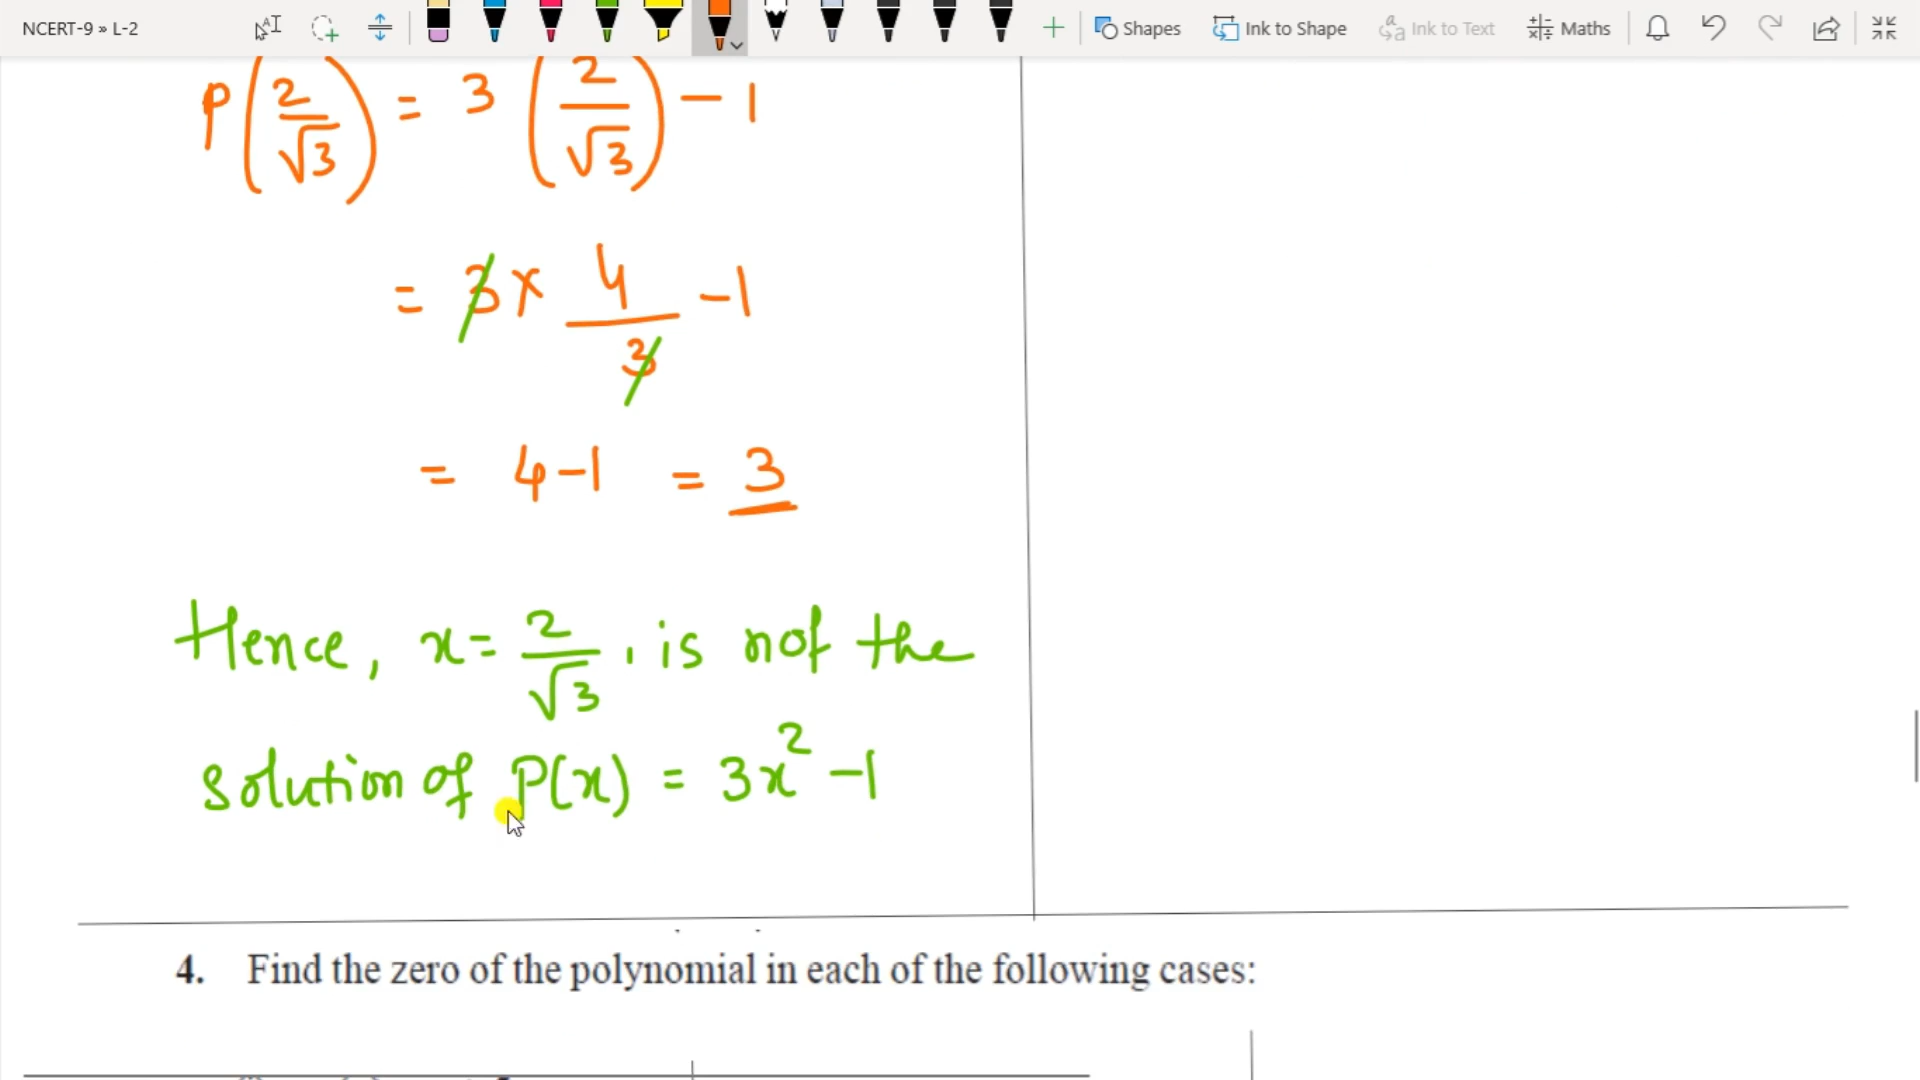 NCERT-9 » L-2 Shapes Ink to Shape Ink to Text Maths
P(2/√3) = 3(2/√3) - 1
= 3 × 4/3 - 1
= 4 - 1 = 3
Hence, x = 2/√3, is not the
solution of P(x) = 3x² - 1
4. Find the zero of the polynomial in each of the following cases: